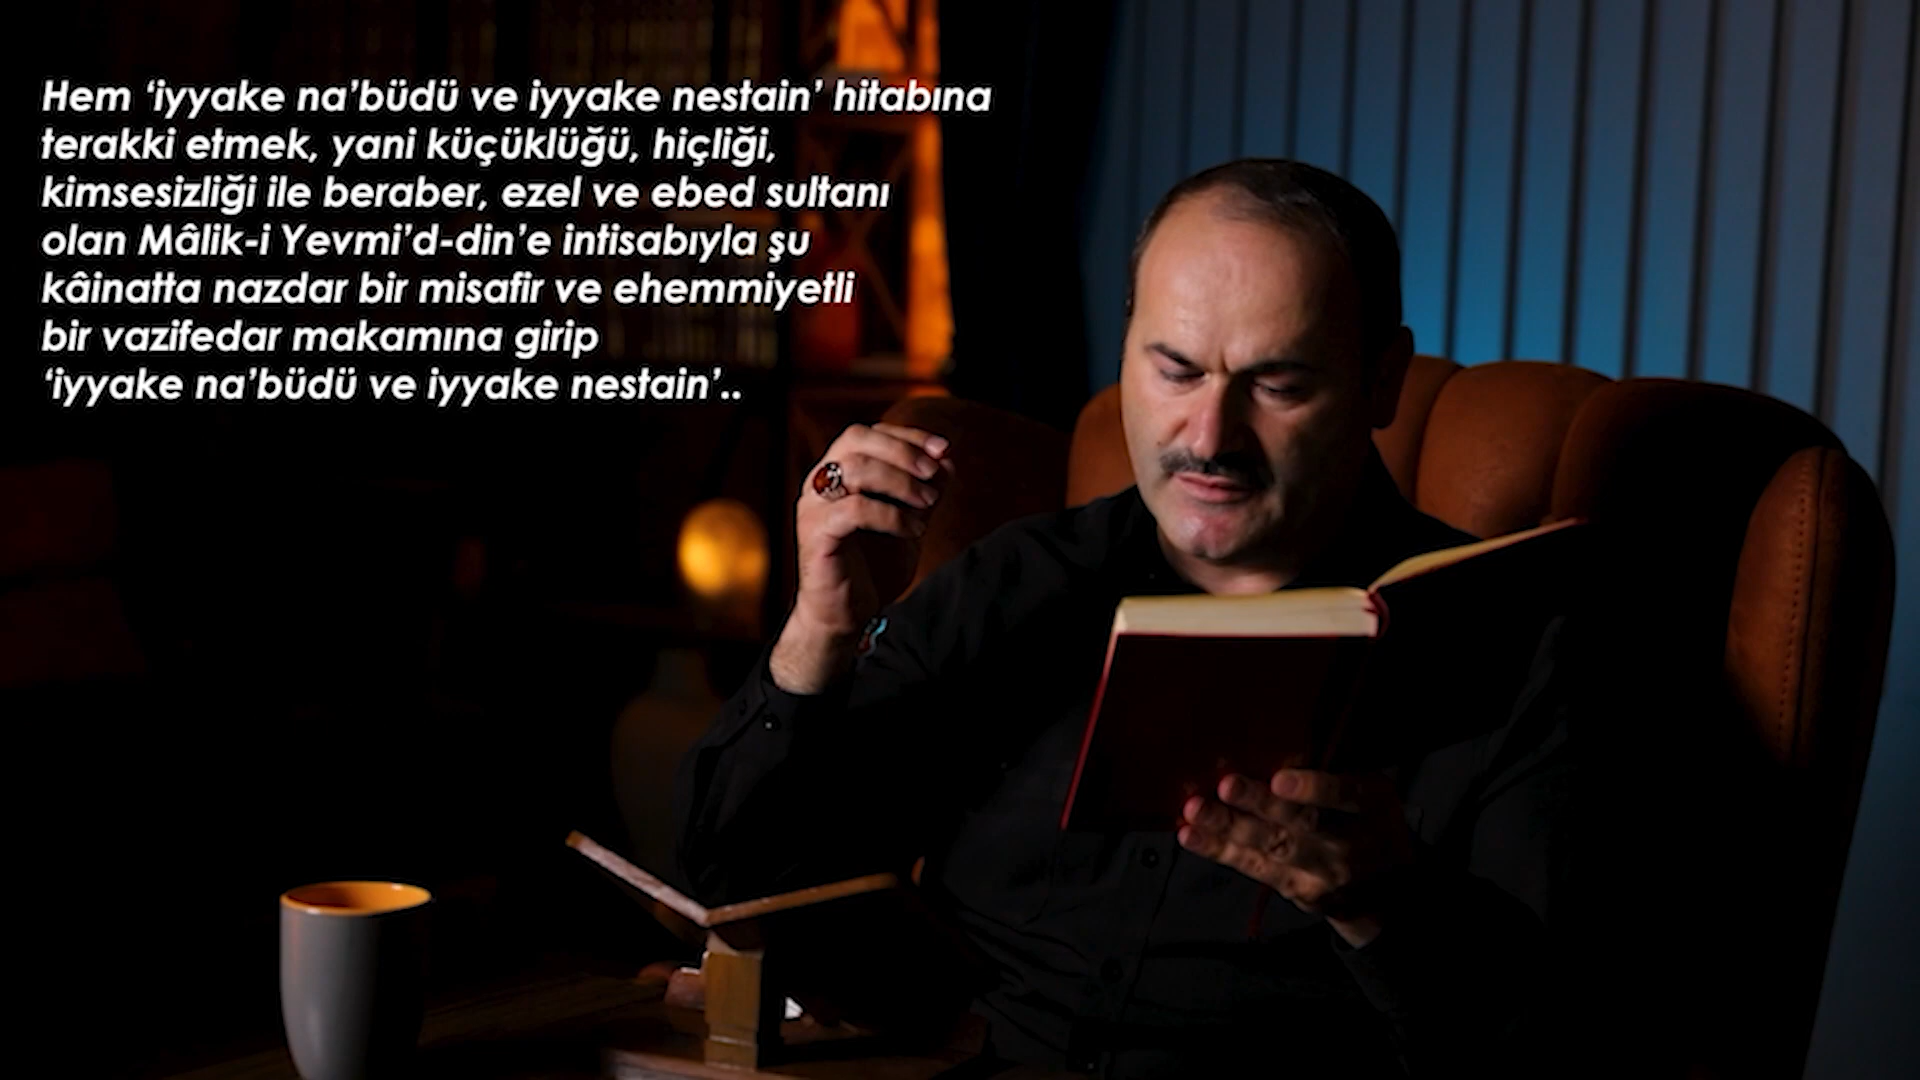 Hem ‘iyyake na’büdü ve iyyake nestain’ hitabına
terakki etmek, yani küçüklüğü, hiçliği,
kimsesizliği ile beraber, ezel ve ebed sultanı
olan Mâlik-i Yevmi’d-din’e intisabıyla şu
kâinatta nazdar bir misafir ve ehemmiyetli
bir vazifedar makamına girip
‘iyyake na’büdü ve iyyake nestain’..